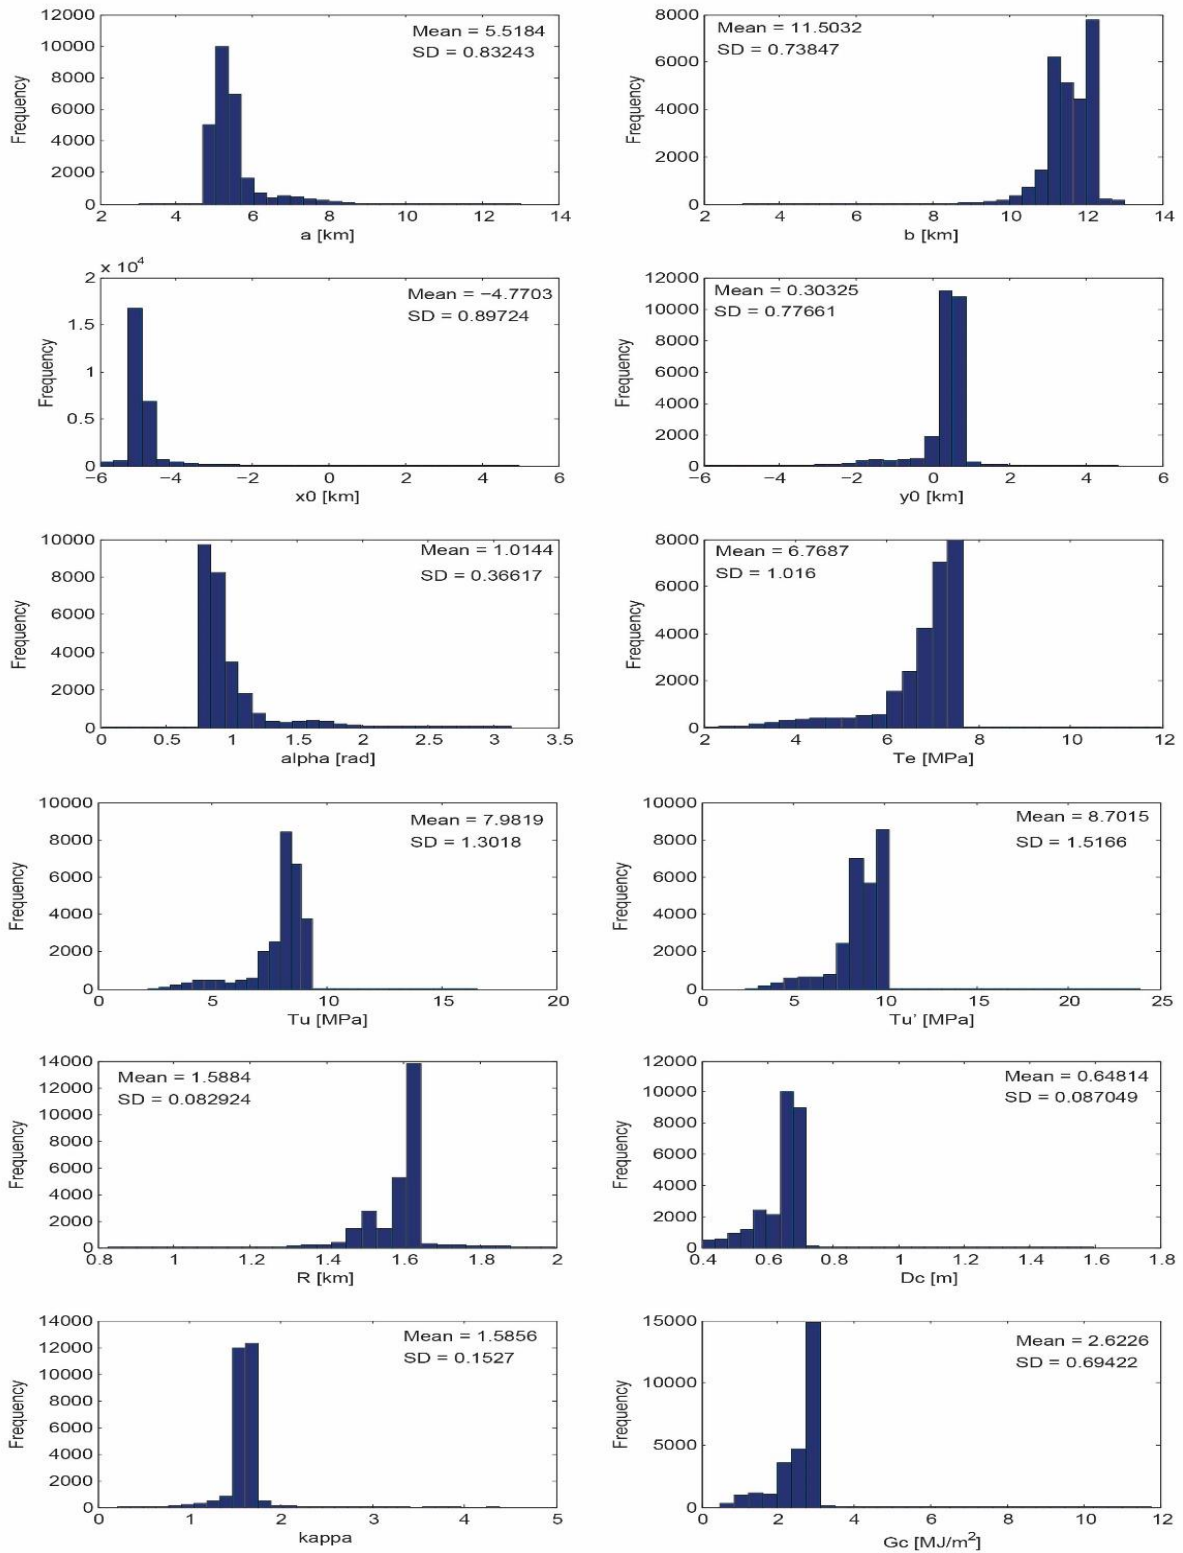 12000
10000
8000
6000
4000
2000
0
Frequency
Mean = 5.5184
SD = 0.83243
2 4 6 8 10 12 14
a [km]
8000
6000
4000
2000
0
Frequency
Mean = 11.5032
SD = 0.73847
2 4 6 8 10 12 14
b [km]
× 10^4
2
1.5
1
0.5
0
Frequency
Mean = −4.7703
SD = 0.89724
−6 −4 −2 0 2 4 6
x0 [km]
12000
10000
8000
6000
4000
2000
0
Frequency
Mean = 0.30325
SD = 0.77661
−6 −4 −2 0 2 4 6
y0 [km]
10000
8000
6000
4000
2000
0
Frequency
Mean = 1.0144
SD = 0.36617
0 0.5 1 1.5 2 2.5 3 3.5
alpha [rad]
8000
6000
4000
2000
0
Frequency
Mean = 6.7687
SD = 1.016
2 4 6 8 10 12
Te [MPa]
10000
8000
6000
4000
2000
0
Frequency
Mean = 7.9819
SD = 1.3018
0 5 10 15 20
Tu [MPa]
10000
8000
6000
4000
2000
0
Frequency
Mean = 8.7015
SD = 1.5166
0 5 10 15 20 25
Tu' [MPa]
14000
12000
10000
8000
6000
4000
2000
0
Frequency
Mean = 1.5884
SD = 0.082924
0.8 1 1.2 1.4 1.6 1.8 2
R [km]
12000
10000
8000
6000
4000
2000
0
Frequency
Mean = 0.64814
SD = 0.087049
0.4 0.6 0.8 1 1.2 1.4 1.6 1.8
Dc [m]
14000
12000
10000
8000
6000
4000
2000
0
Frequency
Mean = 1.5856
SD = 0.1527
0 1 2 3 4 5
kappa
15000
10000
5000
0
Frequency
Mean = 2.6226
SD = 0.69422
0 2 4 6 8 10 12
Gc [MJ/m²]